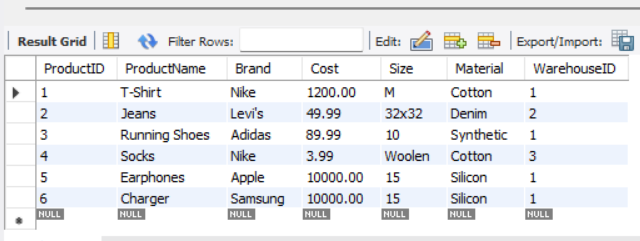 Result Grid Filter Rows: Edit: Export/Import:
ProductID ProductName Brand Cost Size Material WarehouseID
1 T-Shirt Nike 1200.00 M Cotton 1
2 Jeans Levi's 49.99 32x32 Denim 2
3 Running Shoes Adidas 89.99 10 Synthetic 1
4 Socks Nike 3.99 Woolen Cotton 3
5 Earphones Apple 10000.00 15 Silicon 1
6 Charger Samsung 10000.00 15 Silicon 1
NULL NULL NULL NULL NULL NULL NULL